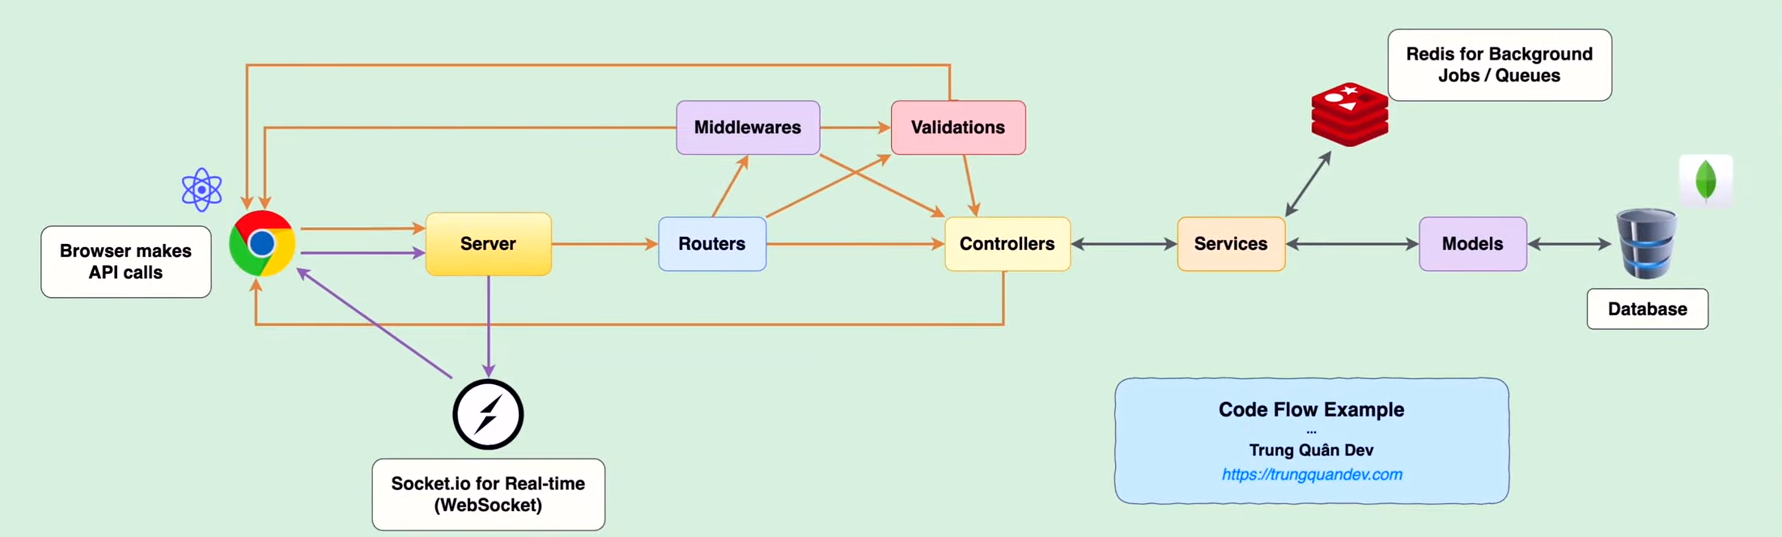 Redis for Background
Jobs / Queues
Middlewares
Validations
Browser makes
API calls
Server
Routers
Controllers
Services
Models
Database
Socket.io for Real-time
(WebSocket)
Code Flow Example
...
Trung Quân Dev
https://trungquandev.com